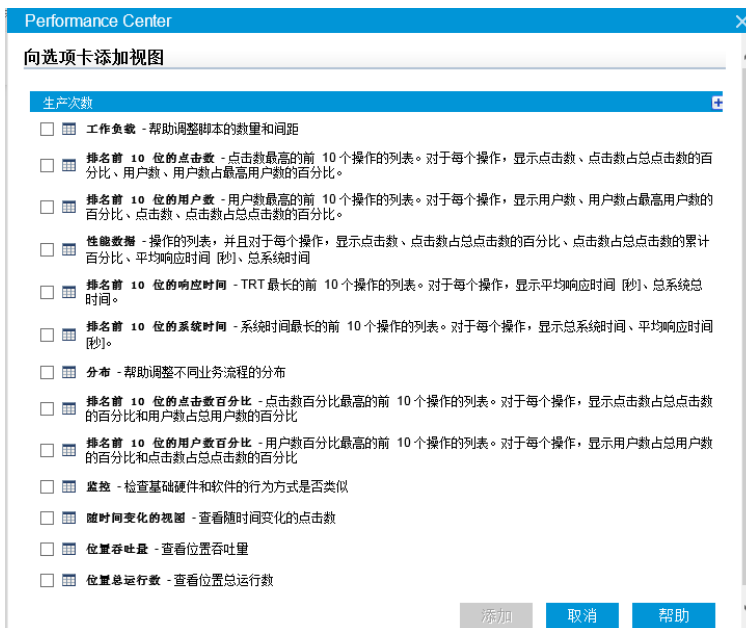 Performance Center
向选项卡添加视图
生产次数
工作负载 - 帮助调整脚本的数量和间距
排名前 10 位的点击数 - 点击数最高的前 10 个操作的列表。对于每个操作，显示点击数、点击数占总点击数的百
分比、用户数、用户数占最高用户数的百分比。
排名前 10 位的用户数 - 用户数最高的前 10 个操作的列表。对于每个操作，显示用户数、用户数占最高用户数的
百分比、点击数、点击数占总点击数的百分比。
性能数据 - 操作的列表，并且对于每个操作，显示点击数、点击数占总点击数的百分比、点击数占总点击数的累计
百分比、平均响应时间 [秒]、总系统时间
排名前 10 位的响应时间 - TRT 最长的前 10 个操作的列表。对于每个操作，显示平均响应时间 [秒]、总系统总
时间。
排名前 10 位的系统时间 - 系统时间最长的前 10 个操作的列表。对于每个操作，显示总系统时间、平均响应时间
[秒]。
分布 - 帮助调整不同业务流程的分布
排名前 10 位的点击数百分比 - 点击数百分比最高的前 10 个操作的列表。对于每个操作，显示点击数占总点击数
的百分比和用户数占总用户数的百分比
排名前 10 位的用户数百分比 - 用户数百分比最高的前 10 个操作的列表。对于每个操作，显示用户数占总用户数
的百分比和点击数占总点击数的百分比
监控 - 检查基础硬件和软件的行为方式是否类似
随时间变化的视图 - 查看随时间变化的点击数
位置吞吐量 - 查看位置吞吐量
位置总运行数 - 查看位置总运行数
添加 取消 帮助